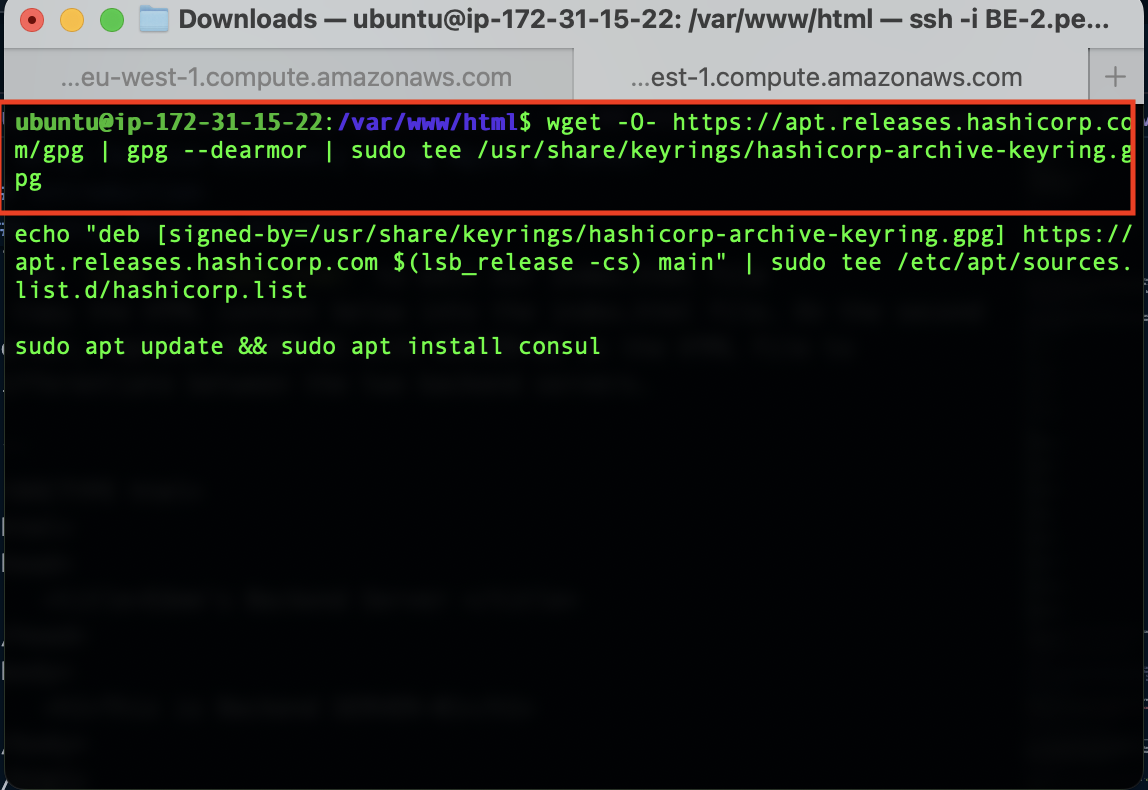 Downloads — ubuntu@ip-172-31-15-22: /var/www/html — ssh -i BE-2.pe...
...eu-west-1.compute.amazonaws.com
...est-1.compute.amazonaws.com
+
ubuntu@ip-172-31-15-22:/var/www/html$ wget -O- https://apt.releases.hashicorp.co
m/gpg | gpg --dearmor | sudo tee /usr/share/keyrings/hashicorp-archive-keyring.g
pg
echo "deb [signed-by=/usr/share/keyrings/hashicorp-archive-keyring.gpg] https://
apt.releases.hashicorp.com $(lsb_release -cs) main" | sudo tee /etc/apt/sources.
list.d/hashicorp.list
sudo apt update && sudo apt install consul